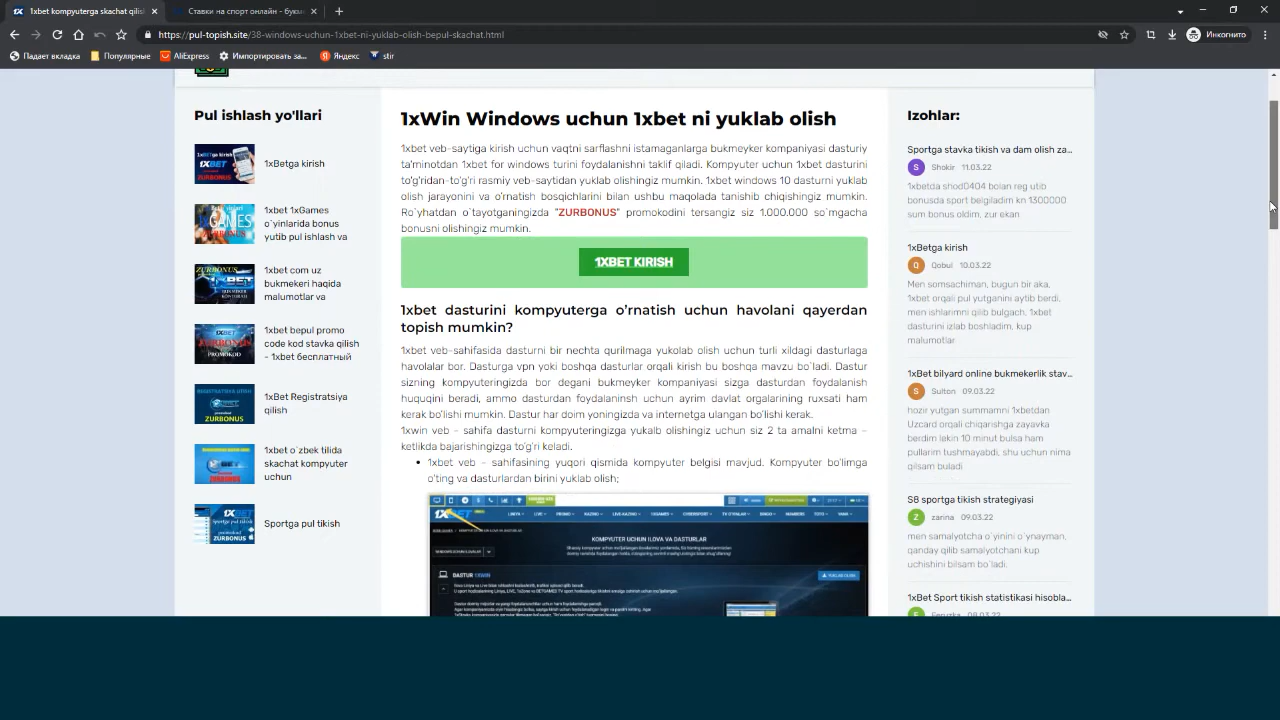 1xbet kompyuterga skachat qilish
Ставки на спорт онлайн - букме
https://pul-topish.site/38-windows-uchun-1xbet-ni-yuklab-olish-bepul-skachat.html
Инкогнито
Падает вкладка
Популярные
AliExpress
Импортировать за...
Яндекс
stir
Pul ishlash yo'llari
1xBetga kirish
1xbet 1xGames
o`yinlarida bonus
yutib pul ishlash va
1xbet com uz
bukmekeri haqida
malumotlar va
1xbet bepul promo
code kod stavka qilish
- 1xbet бесплатный
1xBaz Registratsiya
qilish
1xbet o`zbek tilida
skachat kompyuter
uchun
Sportga pul tikish
1xWin Windows uchun 1xbet ni yuklab olish
1xbet veb-saytiga kirish uchun vaqtni sarflashni istamaganlarga bukmeyker kompaniyasi dasturiy
ta'minotdan 1xbet for windows turini foydalanishni taklif qiladi. Komputer uchun 1xbet dasturini
to'g'ridan-to'g'ri rasmiy veb-saytidan yuklab olishingiz mumkin. 1xbet windows 10 dasturni yuklab
olish jarayonini va o'rnatish bosqichlarini bilan ushbu maqolada tanishib chiqishingiz mumkin.
Ro'yhatdan o`tayotganingizda "ZURBONUS" promokodini tersangiz siz 1.000.000 so`mgacha
bonusni olishingiz mumkin.
1XBET KIRISH
1xbet dasturini kompyuterga o'rnatish uchun havolani qayerdan
topish mumkin?
1xbet veb-sahifasida dasturni bir nechta qurilmaga yukolab olish uchun turli xildagi dasturlaga
havolalar bor. Dasturga vpn yoki boshqa dasturlar orqali kirish bu boshqa mavzu bo`ladi. Dastur
sizning kompyuteringizda bor degani bukmeker kompaniyasi sizga dasturdan foydalanish
huquqini beradi, ammo dasturdan foydalaninsh uchun ayrim davlat orgalarining ruxsati ham
kerak bo'lishi mumkin. Dastur har doim yoningizda internetga ulangan bo'lishi kerak.
1xwin veb – sahifa dasturni kompyuteringizga yukalb olishingiz uchun siz 2 ta amalni ketma –
ketikda bajarishingizga to'g'ri keladi.
• 1xbet veb – sahifasining yuqori qismida kompyuter belgisi mavjud. Kompyuter bo'limga
o'ting va dasturlardan birini yuklab olish;
1XBET
KOMPYUTER UCHUN ILOVA VA DASTURLAR
DASTUR 1XWIN
Izohlar:
Sportga stavka tikish va dam olish za...
S
Shokir 11.03.22
1xbetda shod0404 bolan reg utib
bonusda sport belgiladim kn 1300000
sum bonus oldim, zur ekan
1xBetga kirish
Q
Qobul 10.03.22
Men adachiman, bugun bir aka,
1xbet orqali pul yutganini aytib berdi,
men ishlarimni qilib bulgach. 1xbet
dasturini izlab boshladim, kup
malumotlar
1xBet bilyard online bukmekerlik stav...
S
Sulton 09.03.22
Men yutgan summamni 1xbetdan
Uzcard orqali chiqarishga zayavka
berdim lekin 10 minut bulsa ham
pullarim tushmayabdi, shu uchun nima
qilsam buladi
S8 sportga tikish strategiyasi
Z
zarina 09.03.22
men samalyotcha o`yinini o`ynayman,
qanday qilib samalyotchani kup
uchushini bilsam bo`ladi.
1xBet Sport tikish statistikasi hisobla...